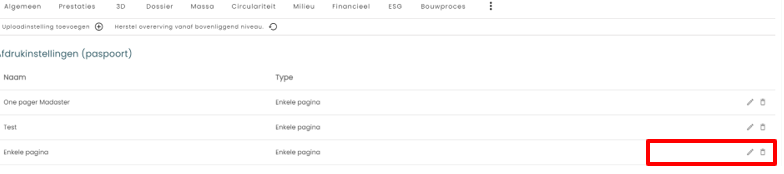 Algemeen Prestaties 3D Dossier Massa Circulariteit Milieu Financieel ESG Bouwproces
Uploadinstelling toevoegen Herstel overerving vanaf bovenliggend niveau.
fdrukinstellingen (paspoort)
Naam Type
One pager Madaster Enkele pagina
Test Enkele pagina
Enkele pagina Enkele pagina